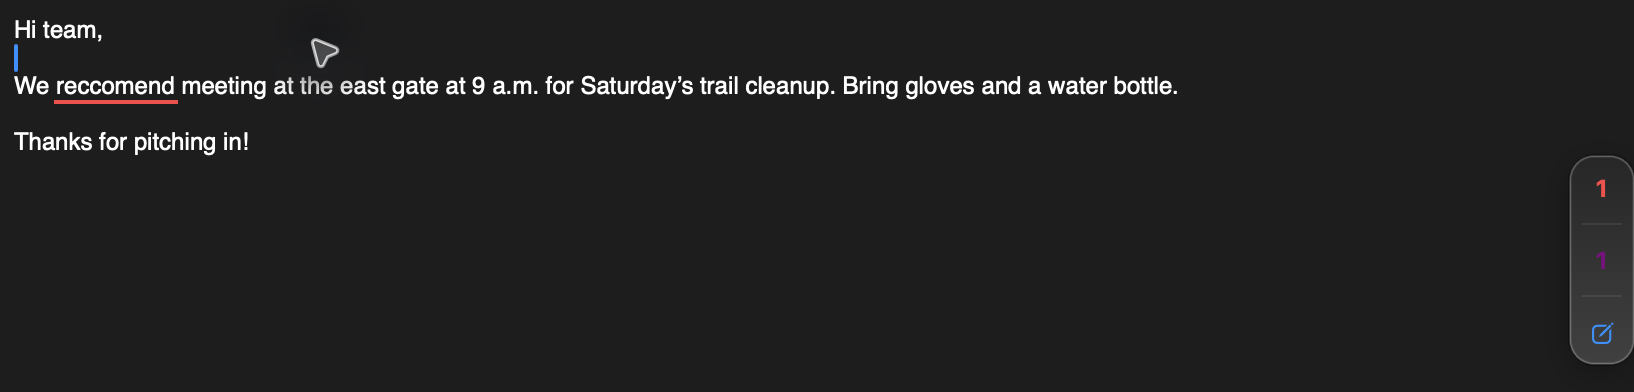 Hi team,
We reccomend meeting at the east gate at 9 a.m. for Saturday’s trail cleanup. Bring gloves and a water bottle.
Thanks for pitching in!
1
1